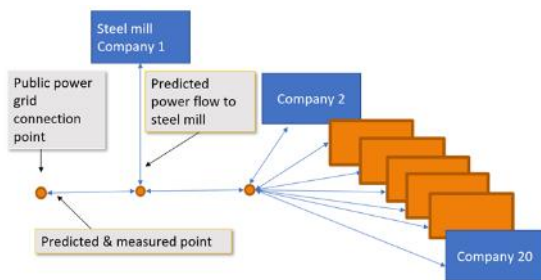 Steel mill
Company 1
Public power
grid
connection
point
Predicted
power flow to
steel mill
Company 2
Predicted & measured point
Company 20